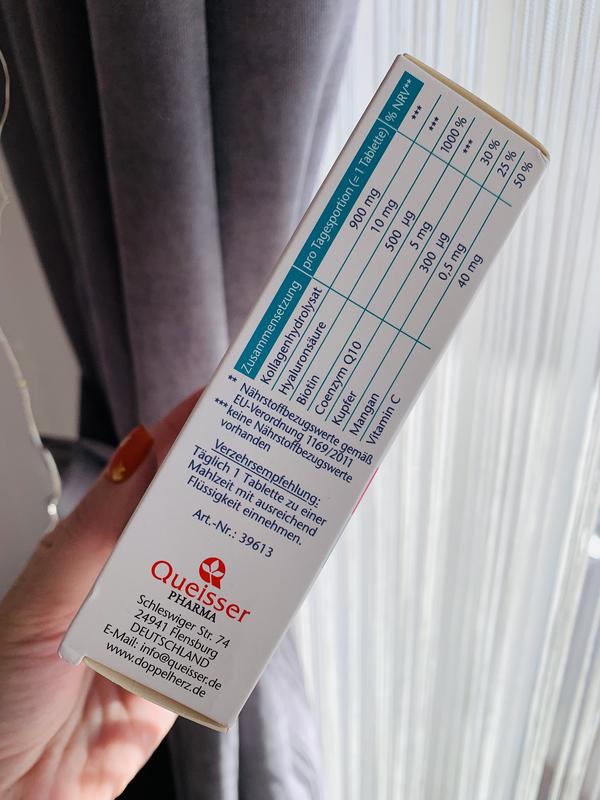 Zusammensetzung pro Tagesportion (= 1 Tablette) % NRV**
Kollagenhydrolysat 900 mg ***
Hyaluronsäure 10 mg ***
Biotin 500 µg 1000 %
Coenzym Q10 5 mg ***
Kupfer 300 µg 30 %
Mangan 0,5 mg 25 %
Vitamin C 40 mg 50 %
** Nährstoffbezugswerte gemäß
EU-Verordnung 1169/2011
*** keine Nährstoffbezugswerte
vorhanden
Verzehrsempfehlung:
Täglich 1 Tablette zu einer
Mahlzeit mit ausreichend
Flüssigkeit einnehmen.
Art.-Nr.: 39613
Queisser
PHARMA
Schleswiger Str. 74
24941 Flensburg
DEUTSCHLAND
E-Mail: info@queisser.de
www.doppelherz.de